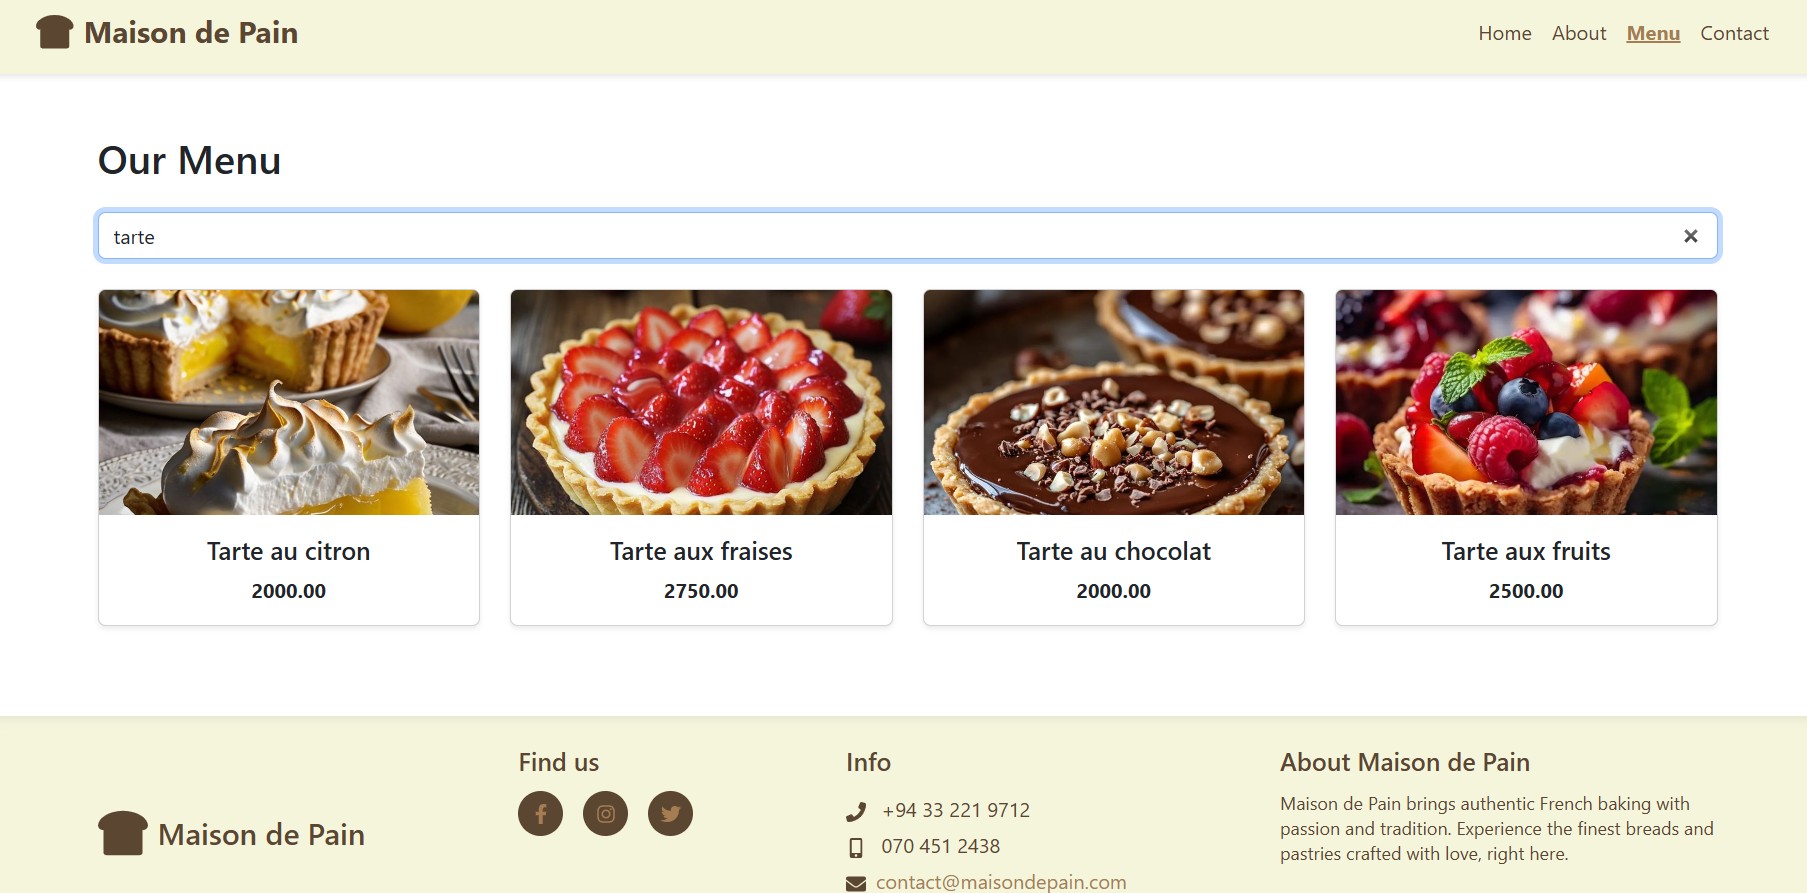 Maison de Pain
Home About Menu Contact
Our Menu
tarte
Tarte au citron
2000.00
Tarte aux fraises
2750.00
Tarte au chocolat
2000.00
Tarte aux fruits
2500.00
Maison de Pain
Find us
Info
+94 33 221 9712
070 451 2438
contact@maisondepain.com
About Maison de Pain
Maison de Pain brings authentic French baking with
passion and tradition. Experience the finest breads and
pastries crafted with love, right here.